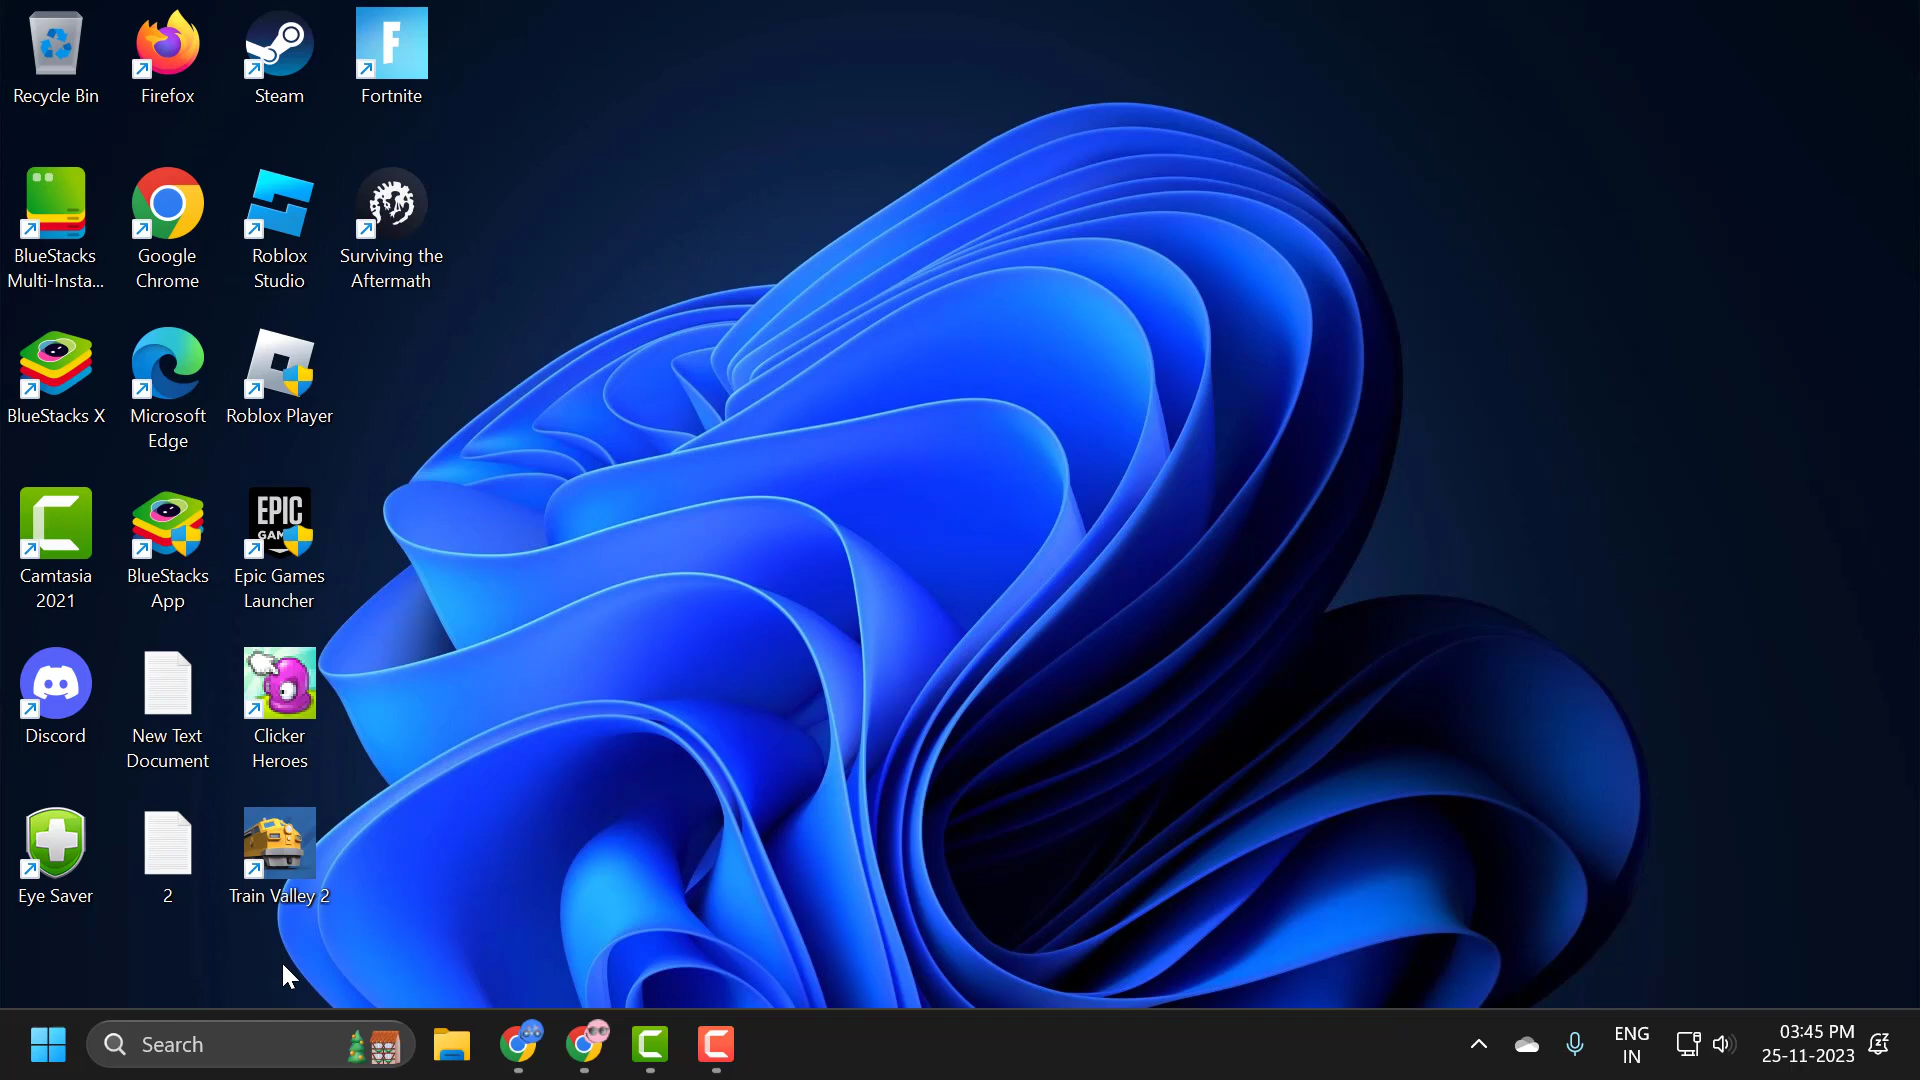 Recycle Bin
Firefox
Steam
Fortnite
F
BlueStacks
Multi-Insta...
Google
Chrome
Roblox
Studio
Surviving the
Aftermath
BlueStacks X
Microsoft
Edge
Roblox Player
EPIC
GAM
Camtasia
2021
BlueStacks
App
Epic Games
Launcher
Discord
New Text
Document
Clicker
Heroes
Eye Saver
2
Train Valley 2
Search
ENG
IN
03:45 PM
25-11-2023